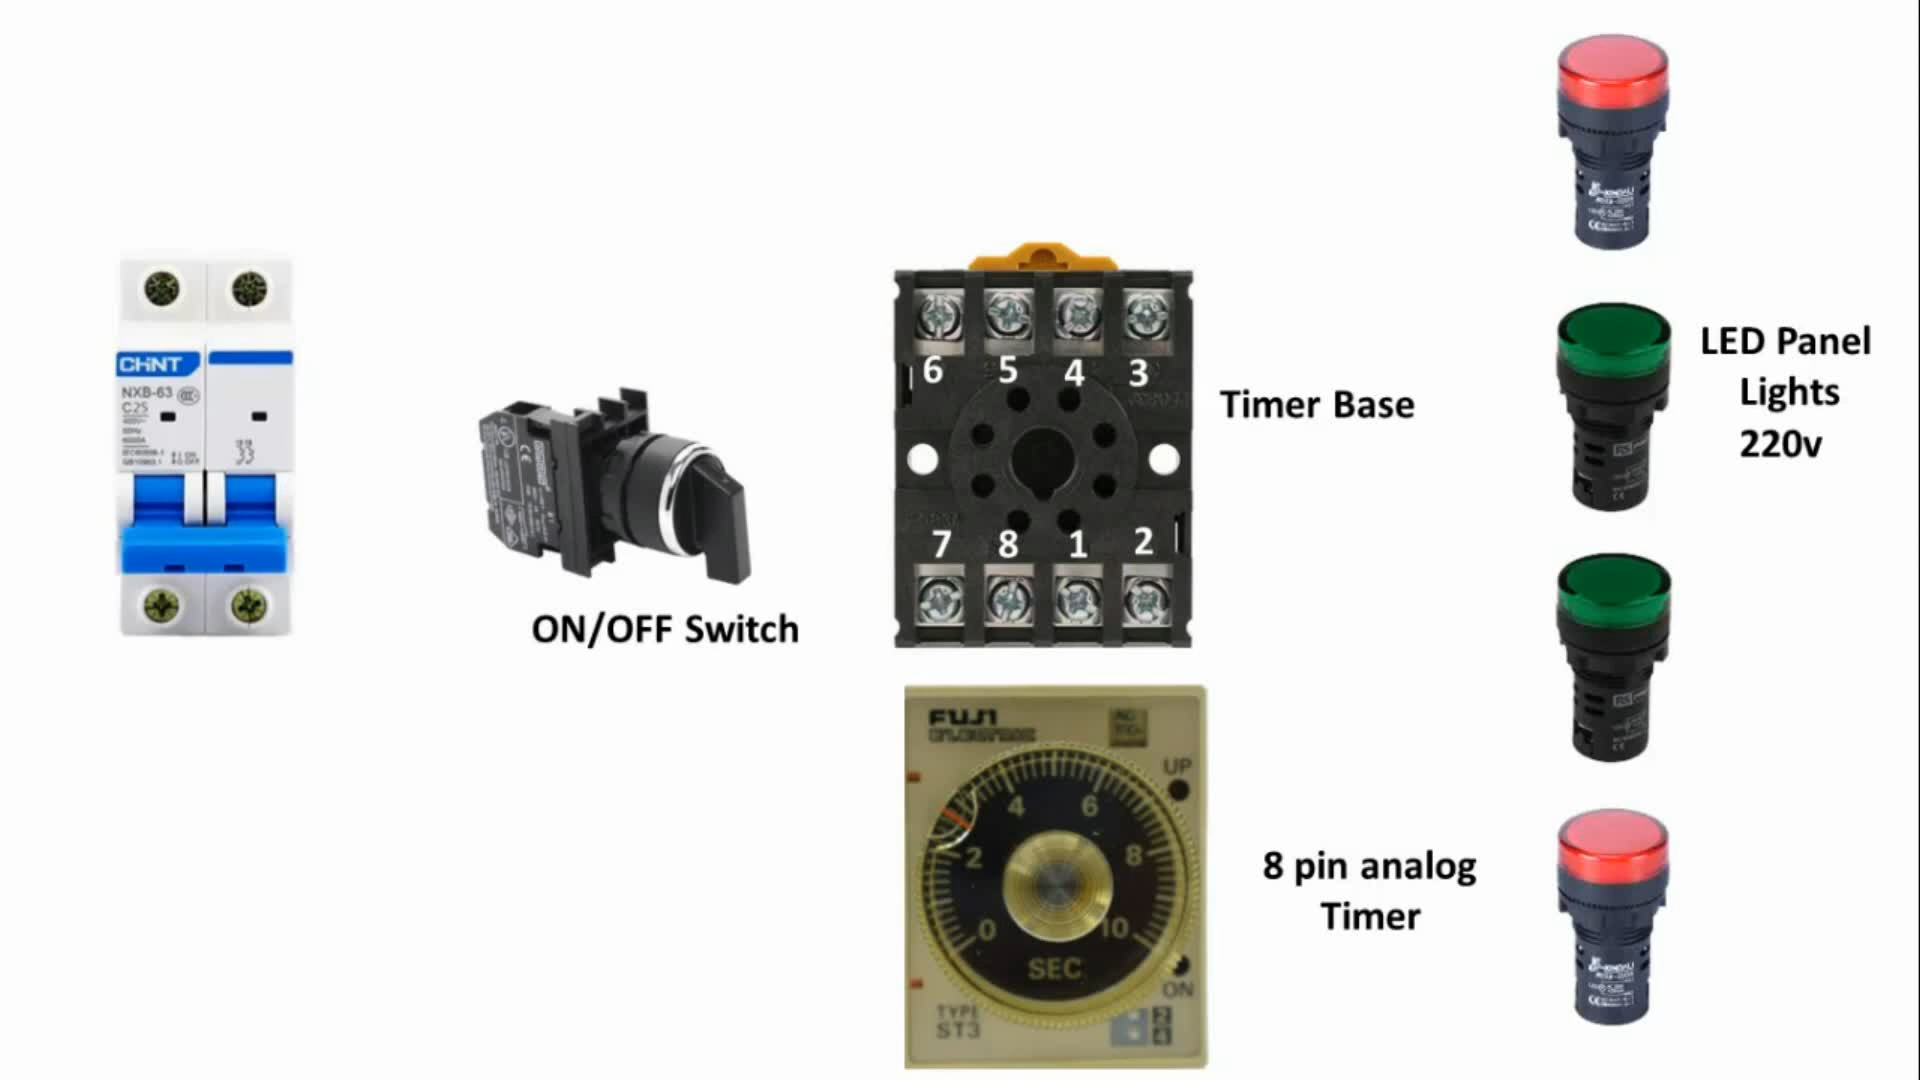 CHNT
NXB-63
C25
ON/OFF Switch
6 5 4 3
7 8 1 2
Timer Base
LED Panel
Lights
220v
FUJI
ELECTRIC
UP
4 6
2 8
0 10
SEC
ON
TYPE
ST3
8 pin analog
Timer